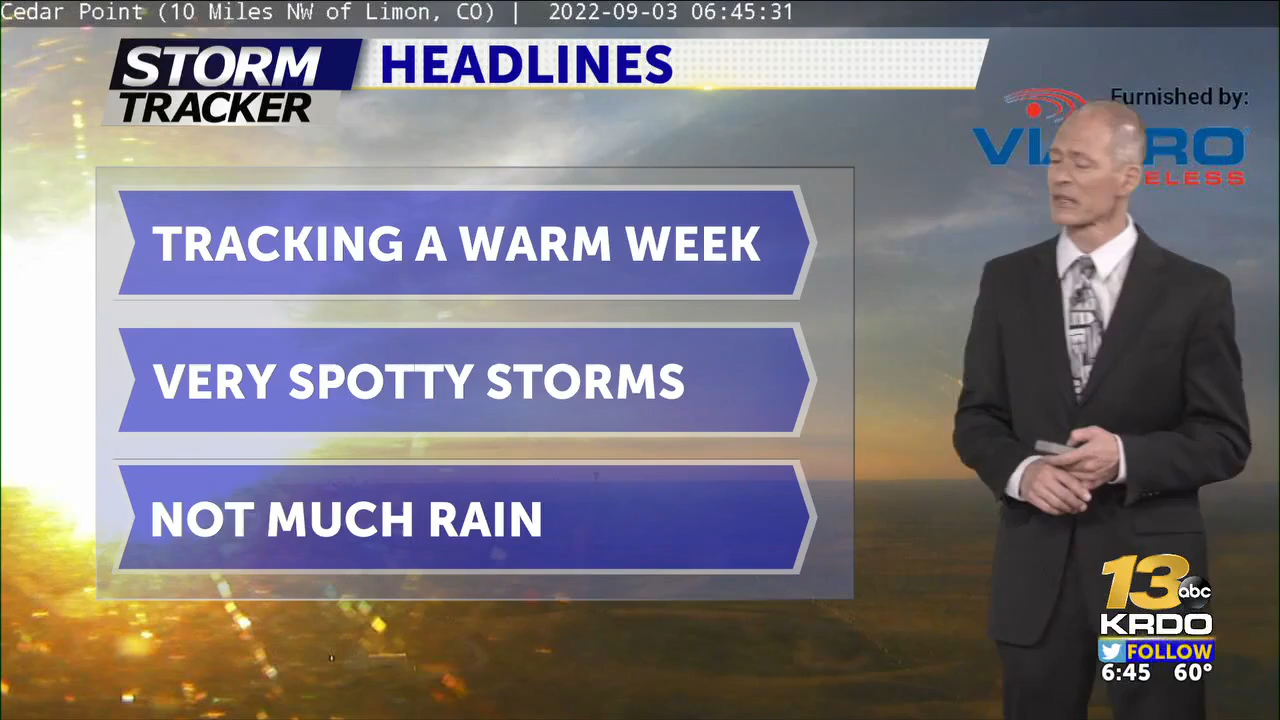 Cedar Point (10 Miles NW of Limon, CO) | 2022-09-03 06:45:31
STORM
TRACKER
HEADLINES
Furnished by:
TRACKING A WARM WEEK
VERY SPOTTY STORMS
NOT MUCH RAIN
13
abc
KRDO
FOLLOW
6:45 60°